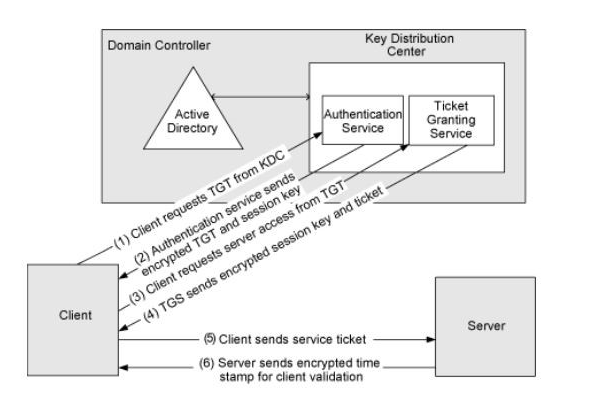 Domain Controller
Key Distribution
Center
Active
Directory
Authentication
Service
Ticket
Granting
Service
(1) Client requests TGT from KDC
(2) Authentication service sends
encrypted TGT and session key
(3) Client requests server access from TGT
(4) TGS sends encrypted session key and ticket
Client
Server
(5) Client sends service ticket
(6) Server sends encrypted time
stamp for client validation